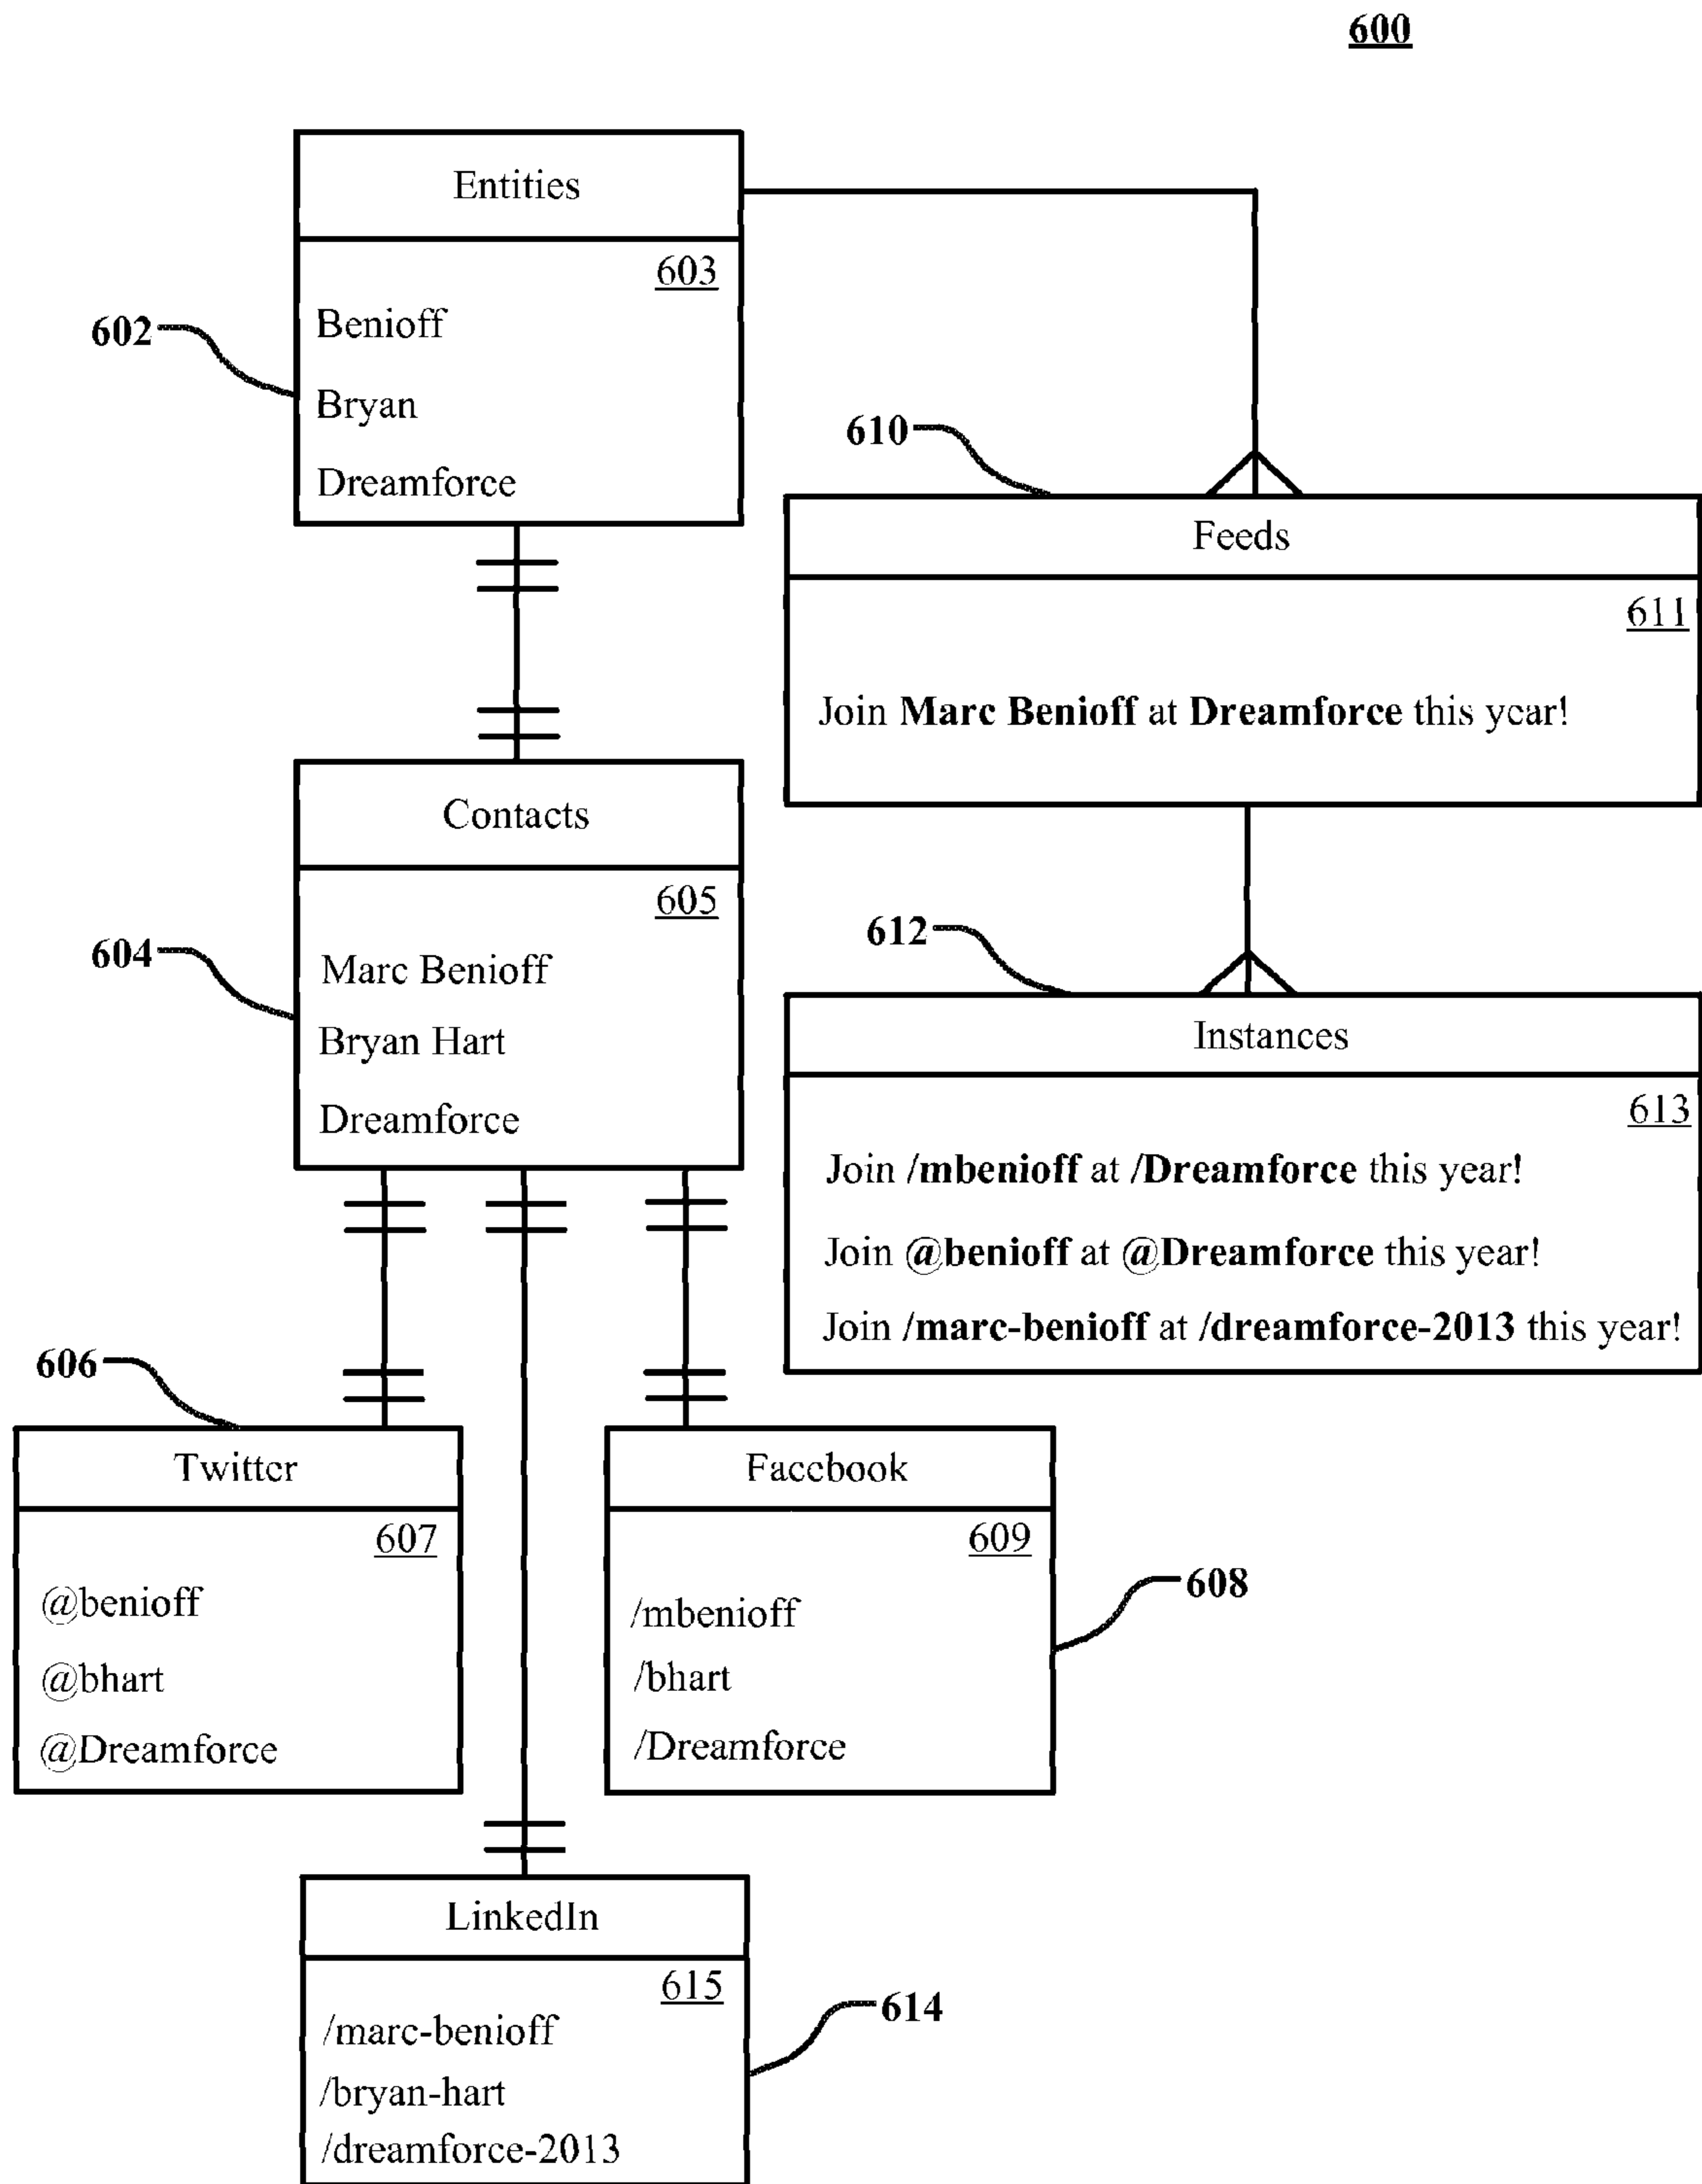 600
Entities
603
602
Benioff
Bryan
Dreamforce
610
Feeds
611
Join Marc Benioff at Dreamforce this year!
Contacts
605
604
Marc Benioff
Bryan Hart
Dreamforce
612
Instances
613
Join /mbenioff at /Dreamforce this year!
Join @benioff at @Dreamforce this year!
Join /marc-benioff at /dreamforce-2013 this year!
606
Twitter
607
@benioff
@bhart
@Dreamforce
Facebook
609
608
/mbenioff
/bhart
/Dreamforce
LinkedIn
615
614
/marc-benioff
/bryan-hart
/dreamforce-2013